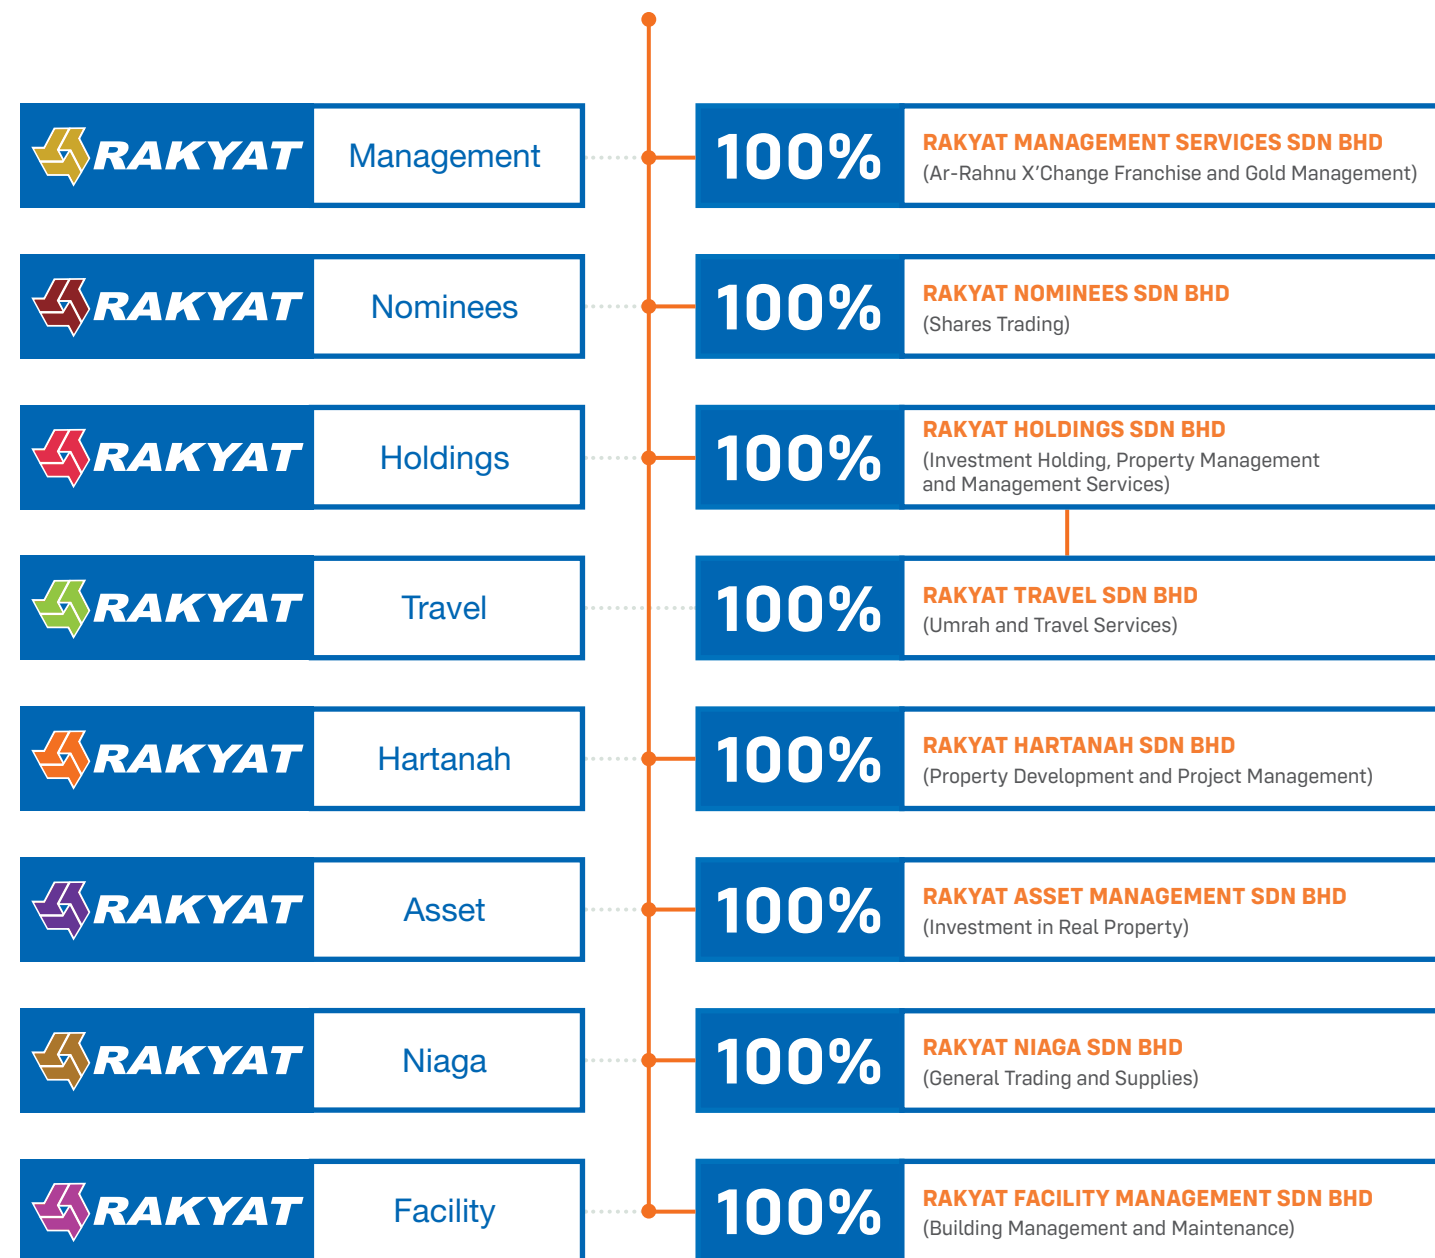 RAKYAT Management 100% RAKYAT MANAGEMENT SERVICES SDN BHD
(Ar-Rahnu X'Change Franchise and Gold Management)
RAKYAT Nominees 100% RAKYAT NOMINEES SDN BHD
(Shares Trading)
RAKYAT Holdings 100% RAKYAT HOLDINGS SDN BHD
(Investment Holding, Property Management
and Management Services)
RAKYAT Travel 100% RAKYAT TRAVEL SDN BHD
(Umrah and Travel Services)
RAKYAT Hartanah 100% RAKYAT HARTANAH SDN BHD
(Property Development and Project Management)
RAKYAT Asset 100% RAKYAT ASSET MANAGEMENT SDN BHD
(Investment in Real Property)
RAKYAT Niaga 100% RAKYAT NIAGA SDN BHD
(General Trading and Supplies)
RAKYAT Facility 100% RAKYAT FACILITY MANAGEMENT SDN BHD
(Building Management and Maintenance)